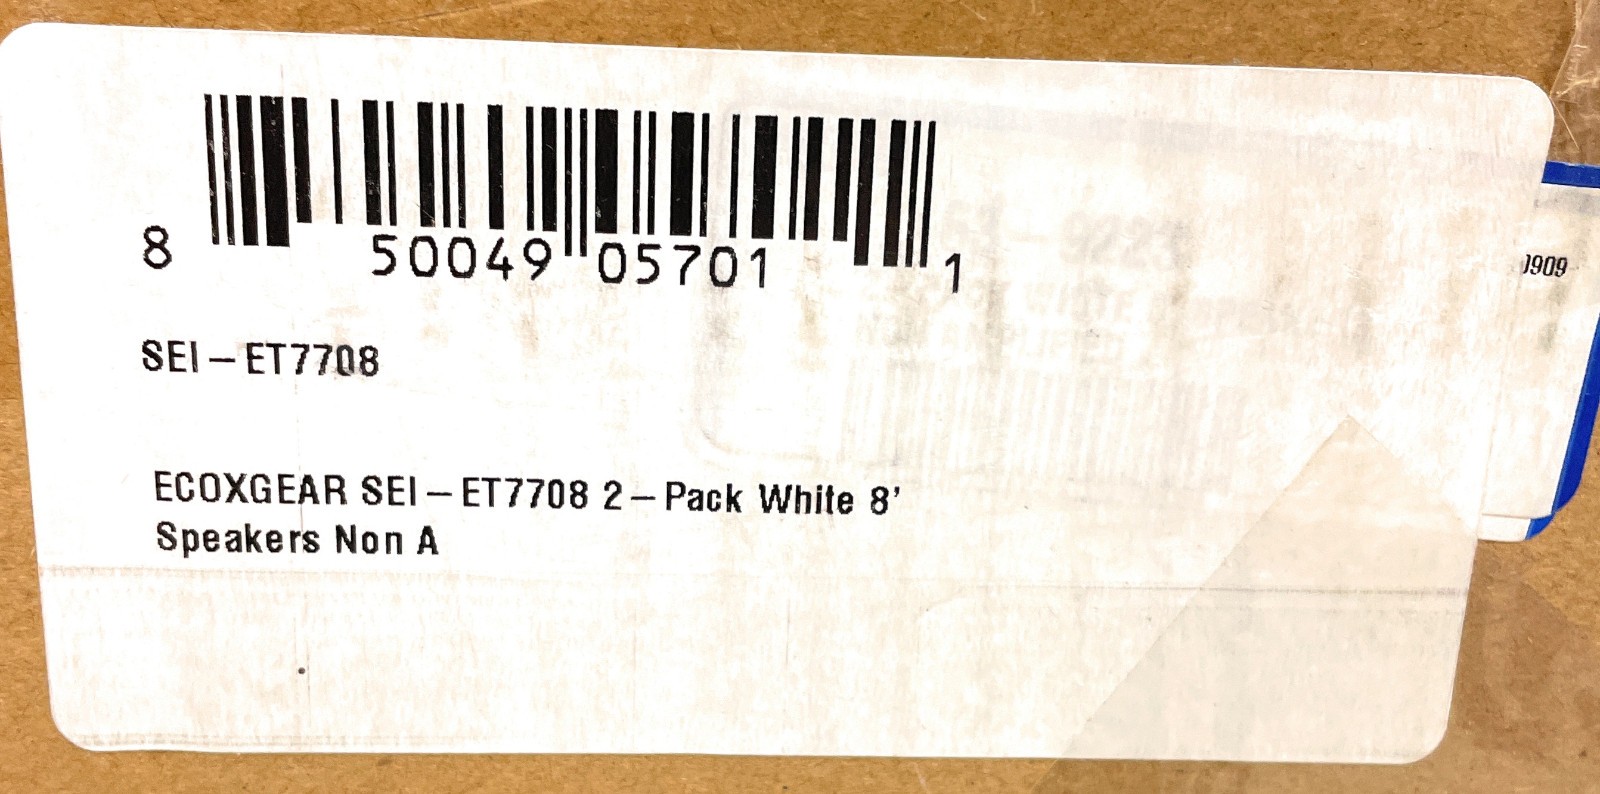 8 50049 05701 1
SEI-ET7708
ECOXGEAR SEI-ET7708 2-Pack White 8'
Speakers Non A